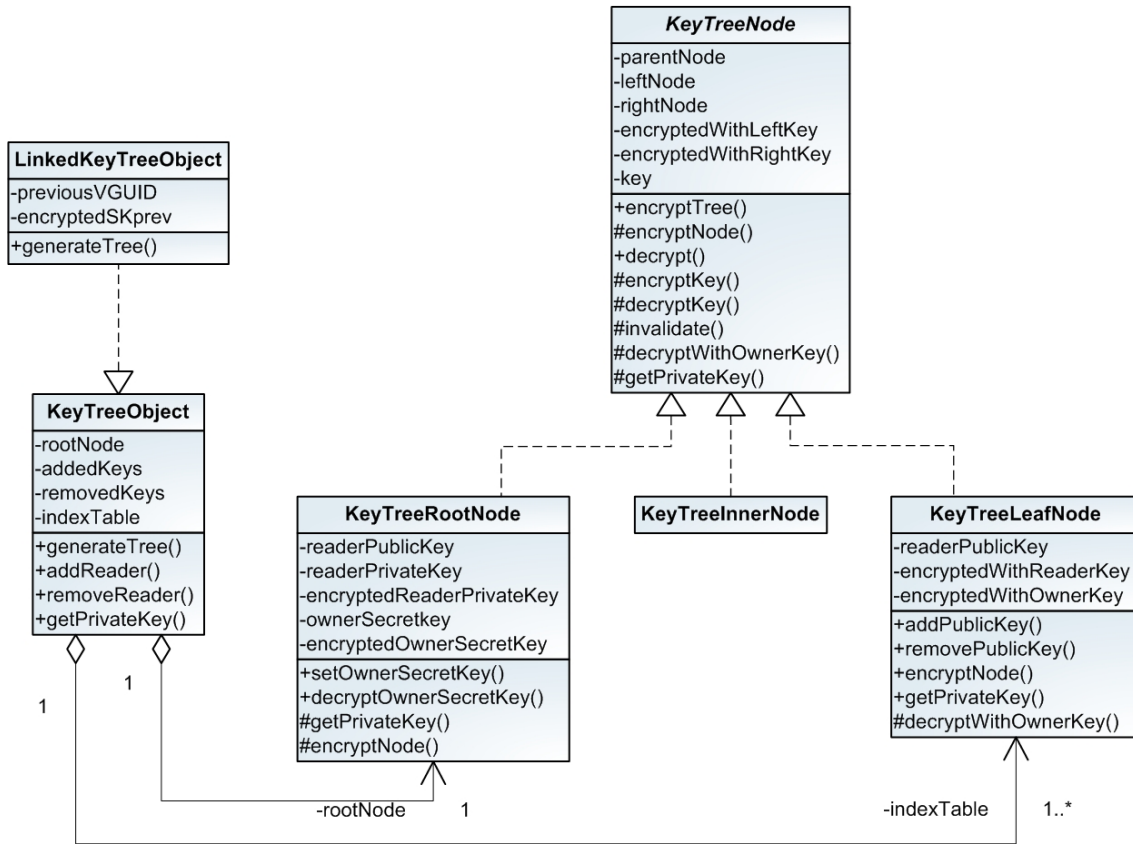 KeyTreeNode
-parentNode
-leftNode
-rightNode
-encryptedWithLeftKey
-encryptedWithRightKey
-key
+encryptTree()
#encryptNode()
+decrypt()
#encryptKey()
#decryptKey()
#invalidate()
#decryptWithOwnerKey()
#getPrivateKey()
LinkedKeyTreeObject
-previousVGUID
-encryptedSKprev
+generateTree()
KeyTreeObject
-rootNode
-addedKeys
-removedKeys
-indexTable
+generateTree()
+addReader()
+removeReader()
+getPrivateKey()
KeyTreeRootNode
-readerPublicKey
-readerPrivateKey
-encryptedReaderPrivateKey
-ownerSecretkey
-encryptedOwnerSecretKey
+setOwnerSecretKey()
+decryptOwnerSecretKey()
#getPrivateKey()
#encryptNode()
KeyTreeInnerNode
KeyTreeLeafNode
-readerPublicKey
-encryptedWithReaderKey
-encryptedWithOwnerKey
+addPublicKey()
+removePublicKey()
+encryptNode()
+getPrivateKey()
#decryptWithOwnerKey()
1
1
-rootNode
1
-indexTable
1..*